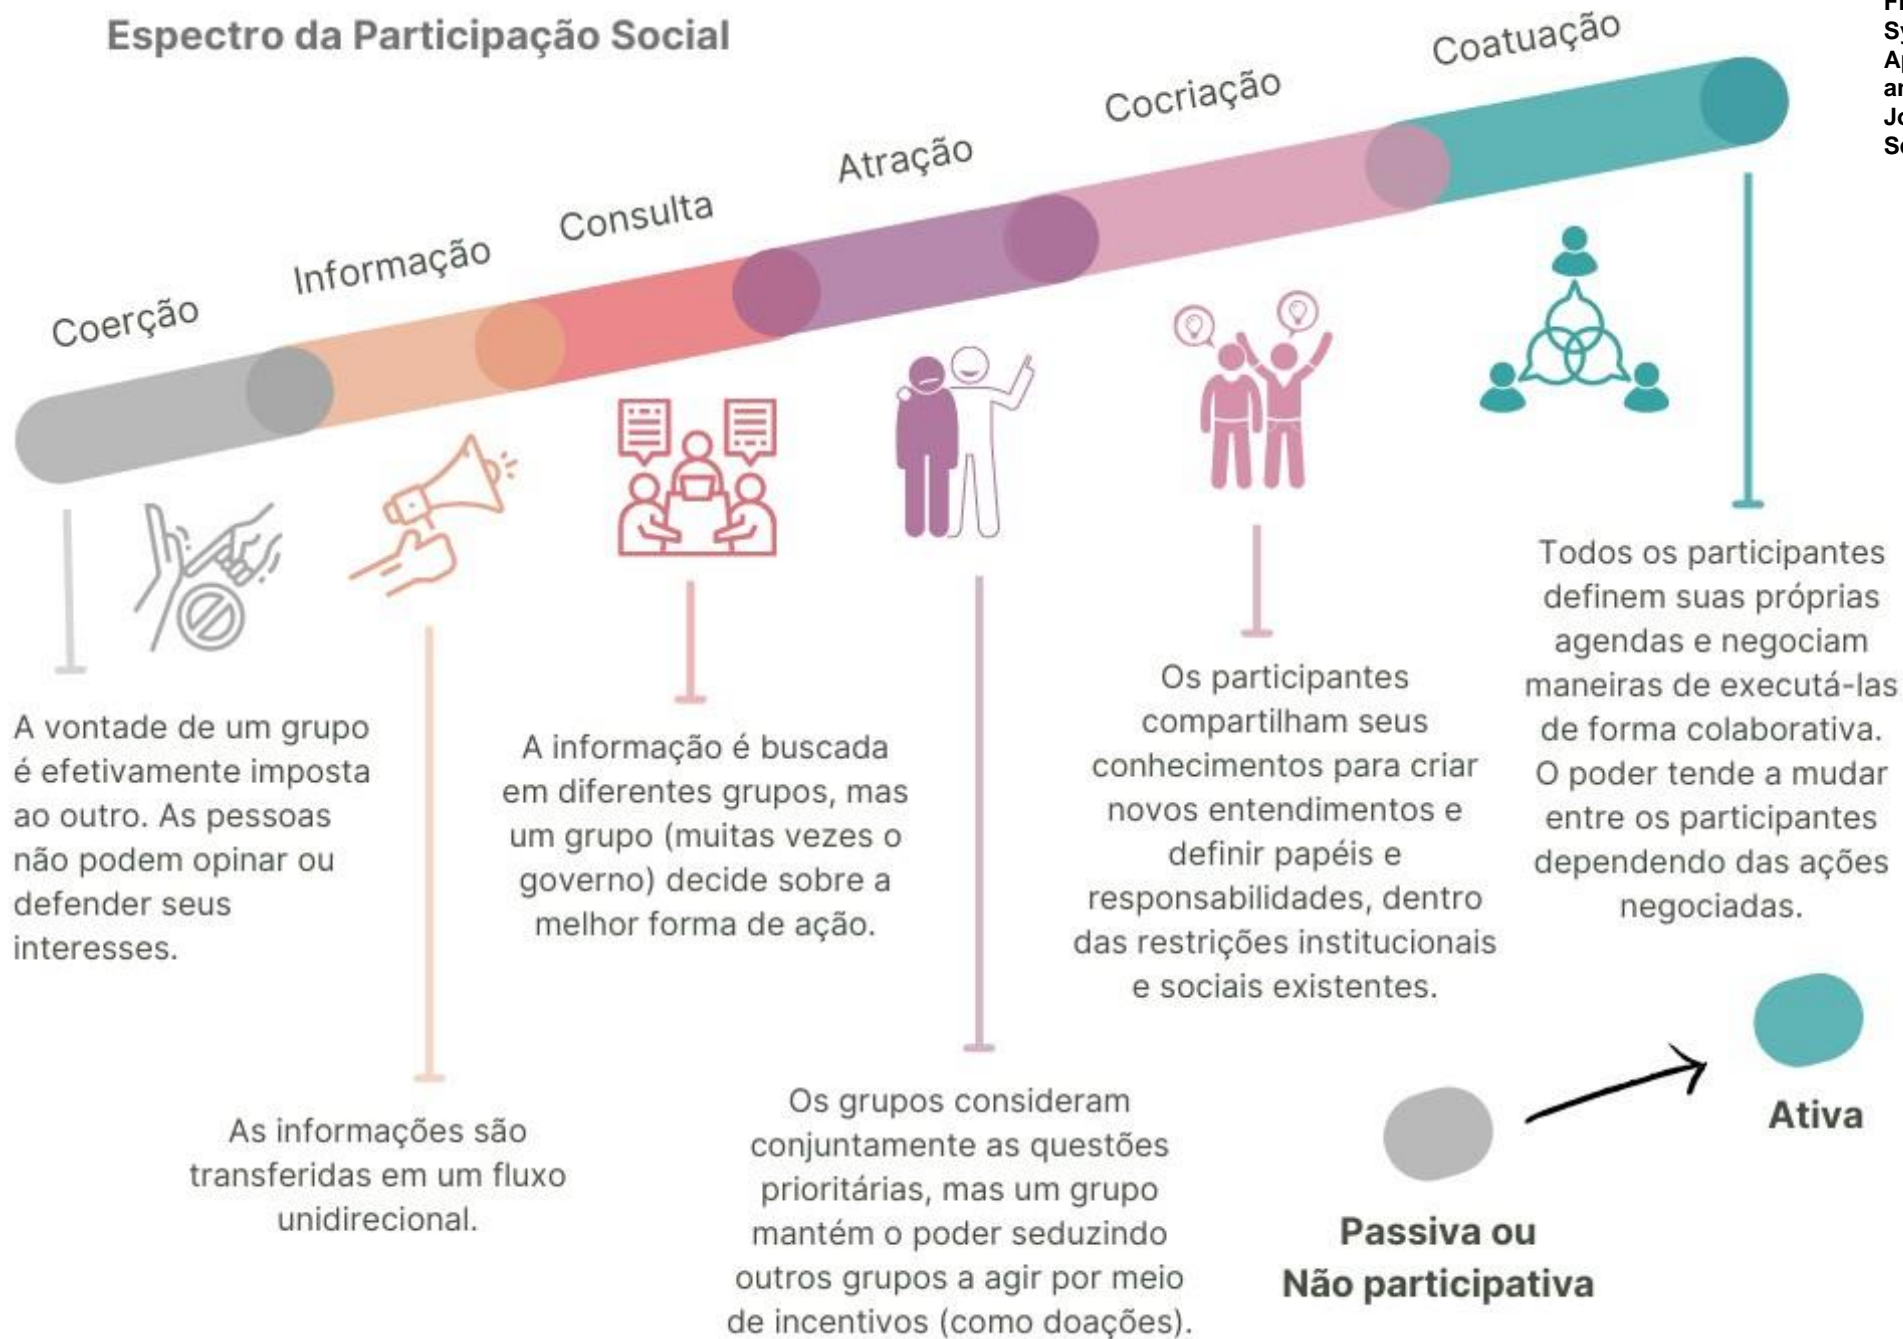 Espectro da Participação Social
Coerção
Informação
Consulta
Atração
Cocriação
Coatuação
A vontade de um grupo
é efetivamente imposta
ao outro. As pessoas
não podem opinar ou
defender seus
interesses.
As informações são
transferidas em um fluxo
unidirecional.
A informação é buscada
em diferentes grupos, mas
um grupo (muitas vezes o
governo) decide sobre a
melhor forma de ação.
Os grupos consideram
conjuntamente as questões
prioritárias, mas um grupo
mantém o poder seduzindo
outros grupos a agir por meio
de incentivos (como doações).
Os participantes
compartilham seus
conhecimentos para criar
novos entendimentos e
definir papéis e
responsabilidades, dentro
das restrições institucionais
e sociais existentes.
Todos os participantes
definem suas próprias
agendas e negociam
maneiras de executá-las
de forma colaborativa.
O poder tende a mudar
entre os participantes
dependendo das ações
negociadas.
Passiva ou
Não participativa
Ativa